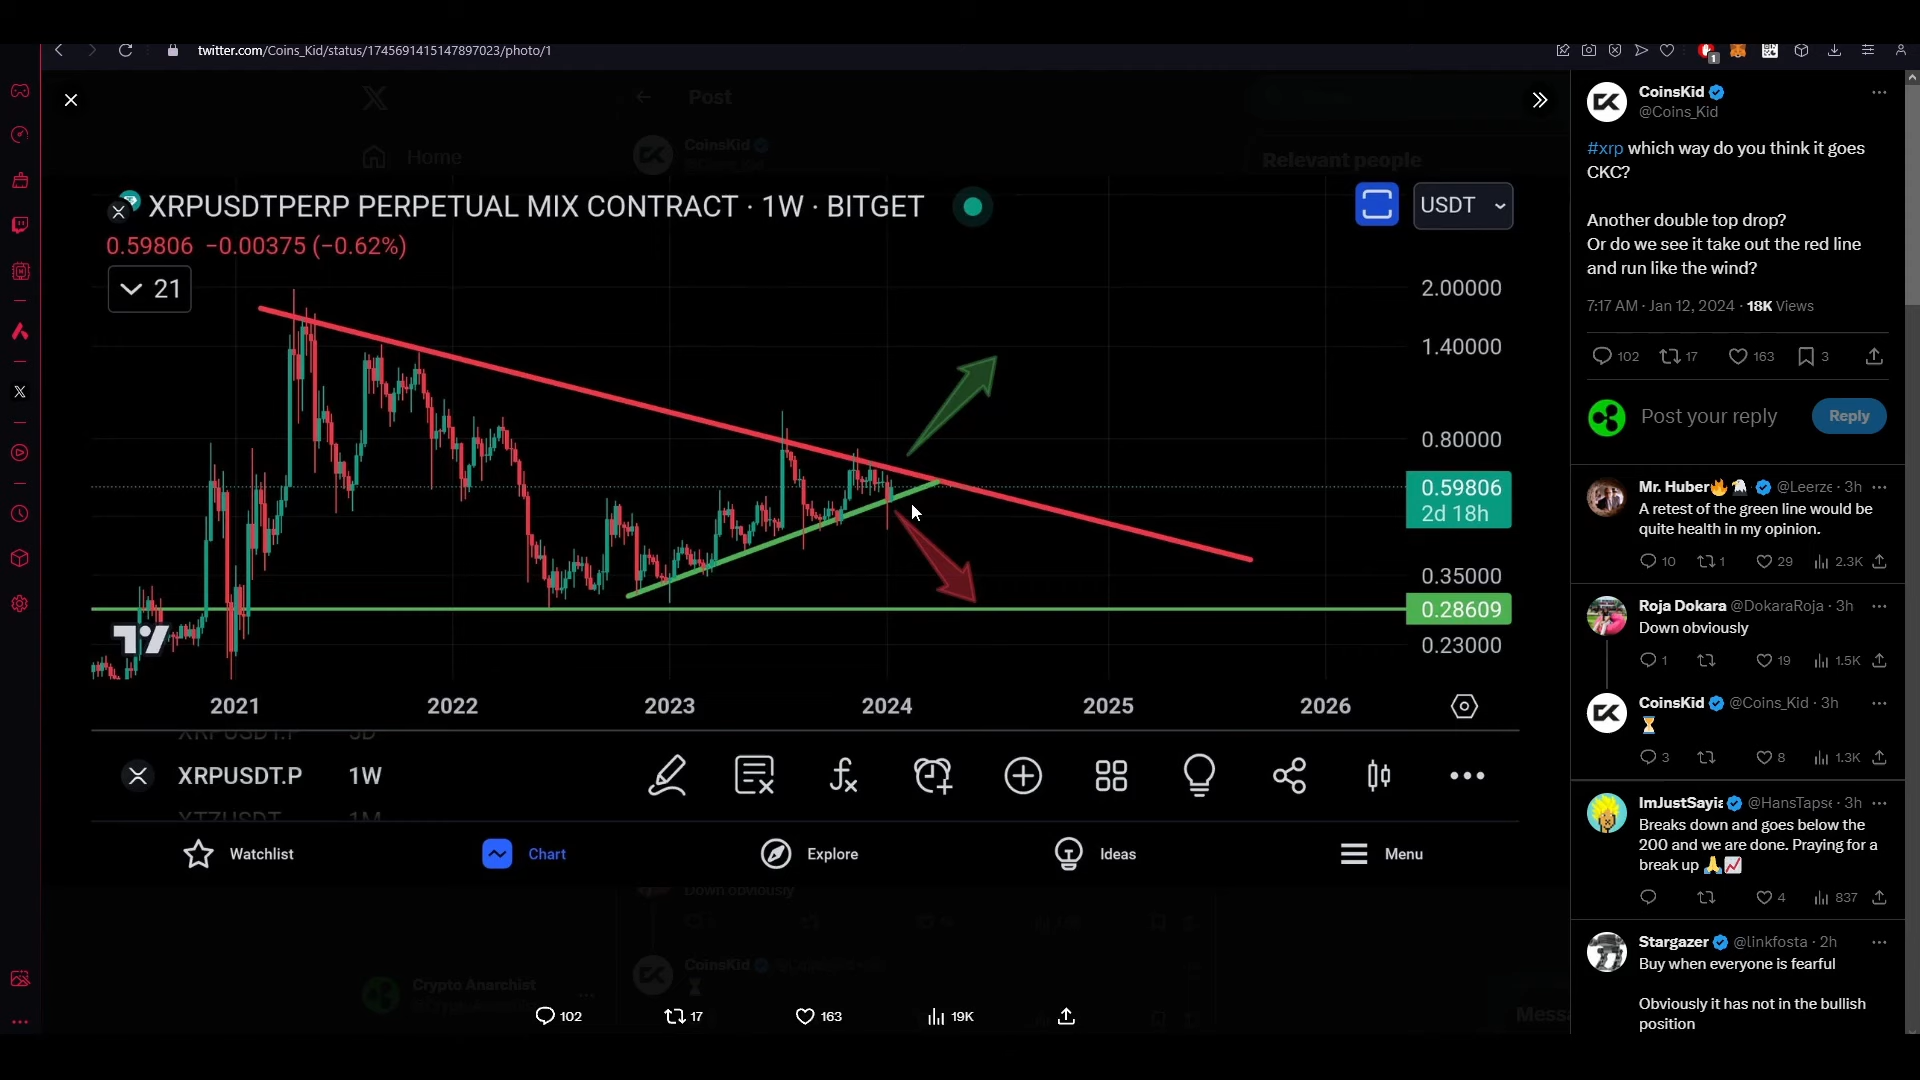 twitter.com/Coins_Kid/status/1745691415147897023/photo/1
1
Post
CoinsKid
Home
Relevant people
XRPUSDTPERP PERPETUAL MIX CONTRACT · 1W · BITGET
USDT
0.59806 −0.00375 (−0.62%)
21
2.00000
1.40000
0.80000
0.59806
2d 18h
0.35000
0.28609
0.23000
2021
2022
2023
2024
2025
2026
XRPUSDT.P 1W
Watchlist
Chart
Explore
Ideas
Menu
Down obviously
CoinsKid
Crypto Anarchist
102
17
163
19K
CoinsKid
@Coins_Kid
#xrp which way do you think it goes
CKC?
Another double top drop?
Or do we see it take out the red line
and run like the wind?
7:17 AM · Jan 12, 2024 · 18K Views
102 17 163 3
Post your reply
Reply
Mr. Huber @Leerze · 3h
A retest of the green line would be
quite health in my opinion.
10 1 29 2.3K
Roja Dokara @DokaraRoja · 3h
Down obviously
1 19 1.5K
CoinsKid @Coins_Kid · 3h
3 8 1.3K
ImJustSayia @HansTapse · 3h
Breaks down and goes below the
200 and we are done. Praying for a
break up
4 837
Stargazer @linkfosta · 2h
Buy when everyone is fearful
Obviously it has not in the bullish
position